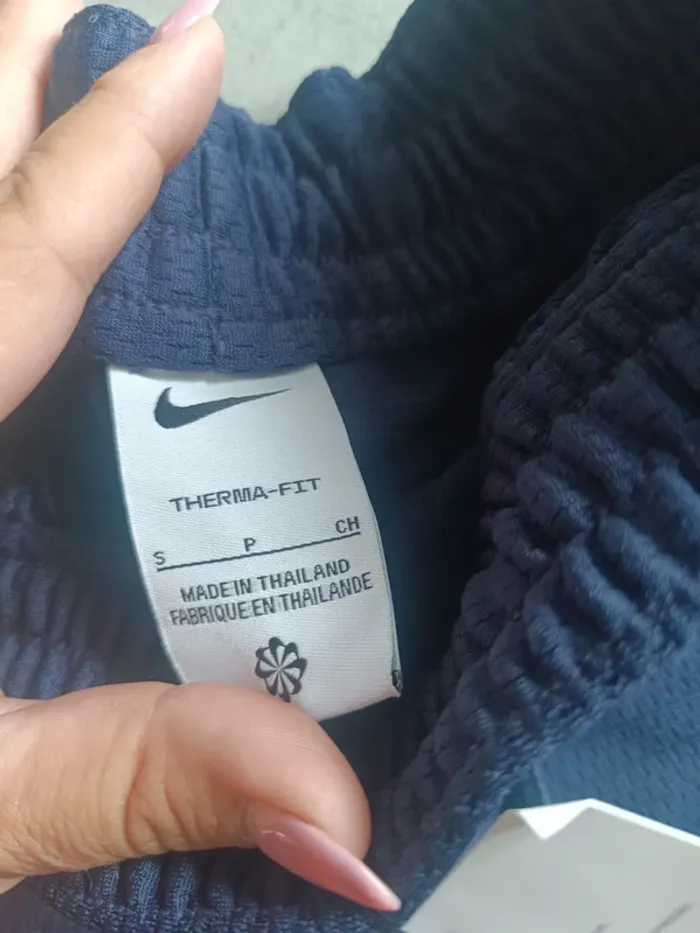 THERMA-FIT
S P CH
MADE IN THAILAND
FABRIQUE EN THAILANDE